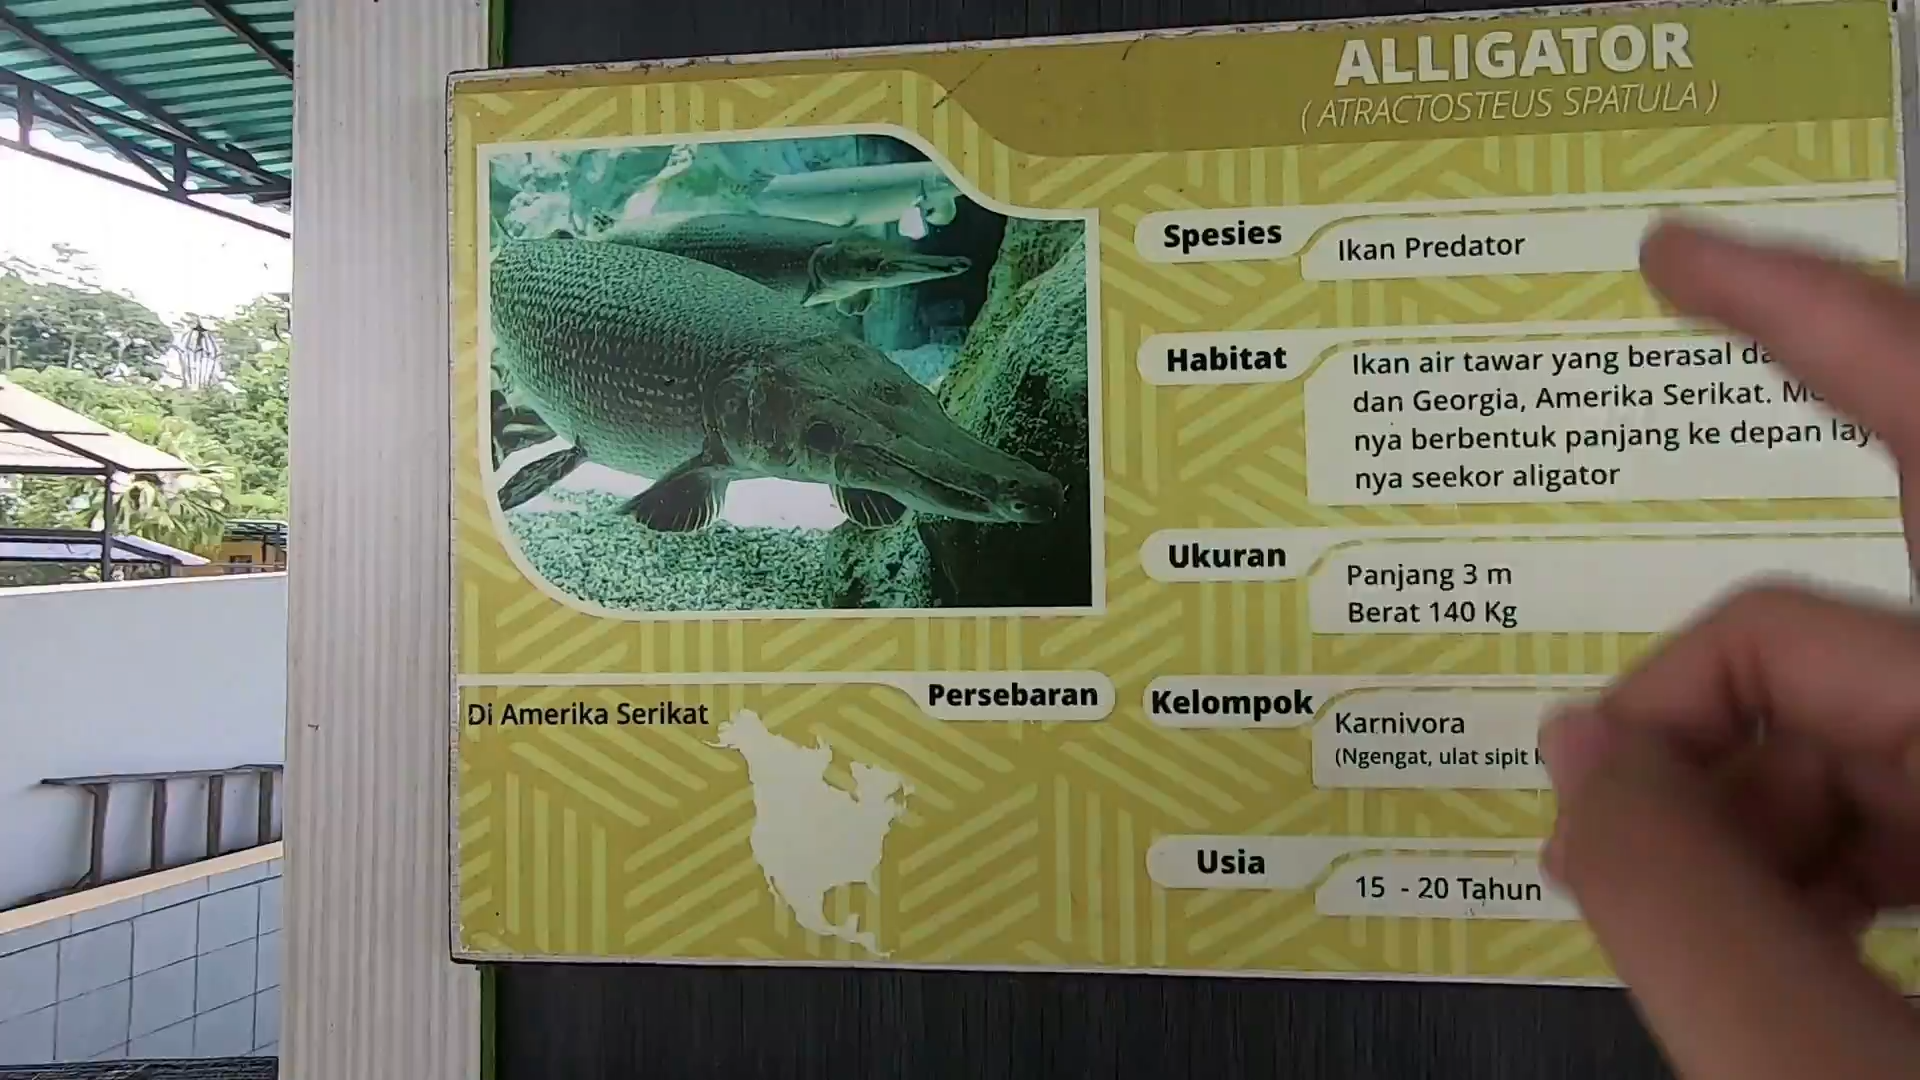 ALLIGATOR
( ATRACTOSTEUS SPATULA )
Spesies
Ikan Predator
Habitat
Ikan air tawar yang berasal
dan Georgia, Amerika Serikat.
nya berbentuk panjang ke depan
nya seekor aligator
Ukuran
Panjang 3 m
Berat 140 Kg
Persebaran
Di Amerika Serikat
Kelompok
Karnivora
(Ngengat, ulat sipit
Usia
15 - 20 Tahun